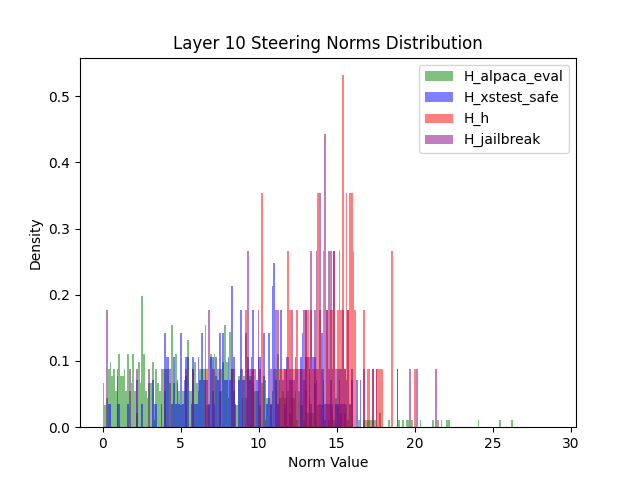 Layer 10 Steering Norms Distribution
H_alpaca_eval
H_xstest_safe
H_h
H_jailbreak
0.5
0.4
0.3
0.2
0.1
0.0
Density
0 5 10 15 20 25 30
Norm Value